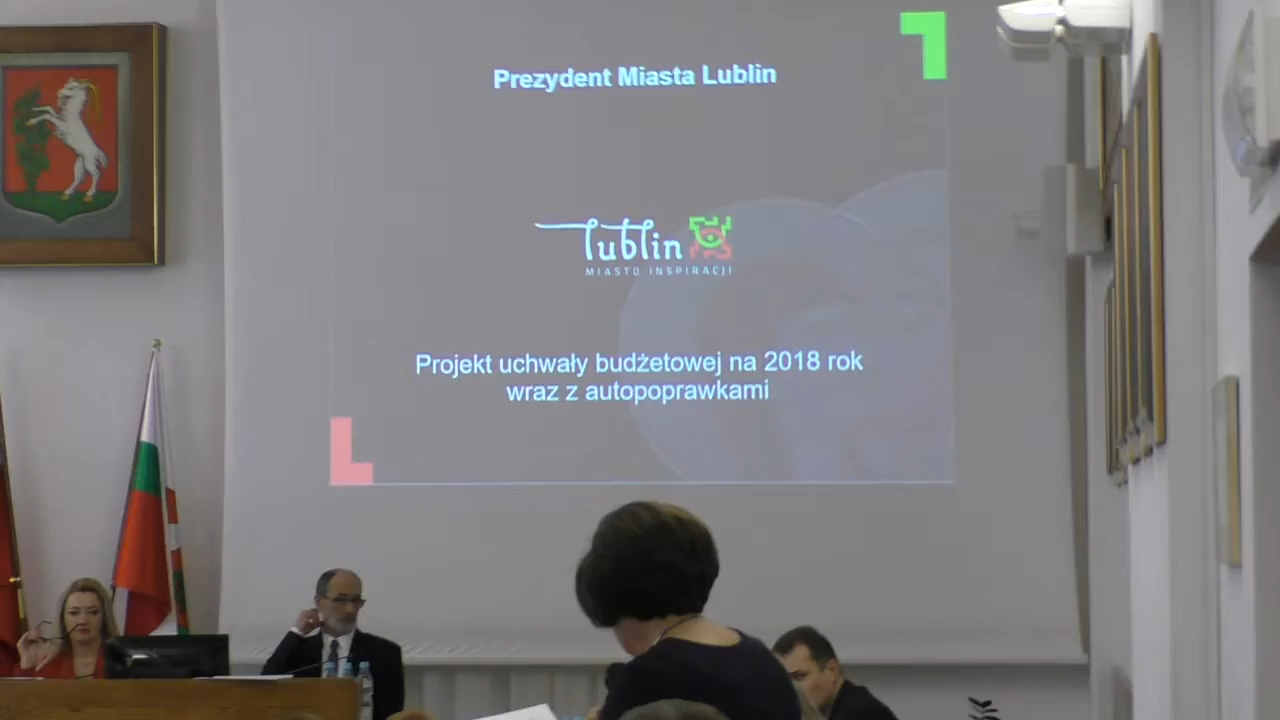 Prezydent Miasta Lublin
lublin
MIASTO INSPIRACJI
Projekt uchwały budżetowej na 2018 rok
wraz z autopoprawkami